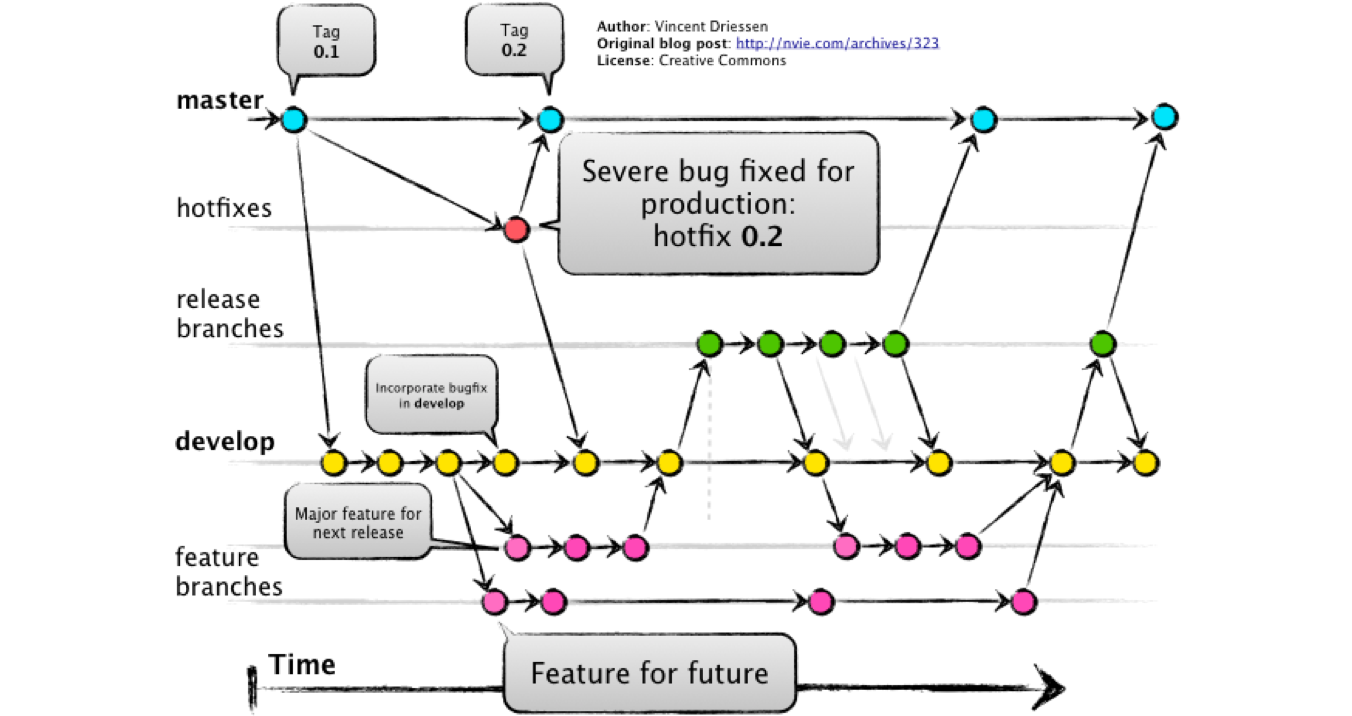 Tag
0.1
Tag
0.2
Author: Vincent Driessen
Original blog post: http://nvie.com/archives/323
License: Creative Commons
master
Severe bug fixed for
production:
hotfix 0.2
hotfixes
release
branches
Incorporate bugfix
in develop
develop
Major feature for
next release
feature
branches
Time
Feature for future